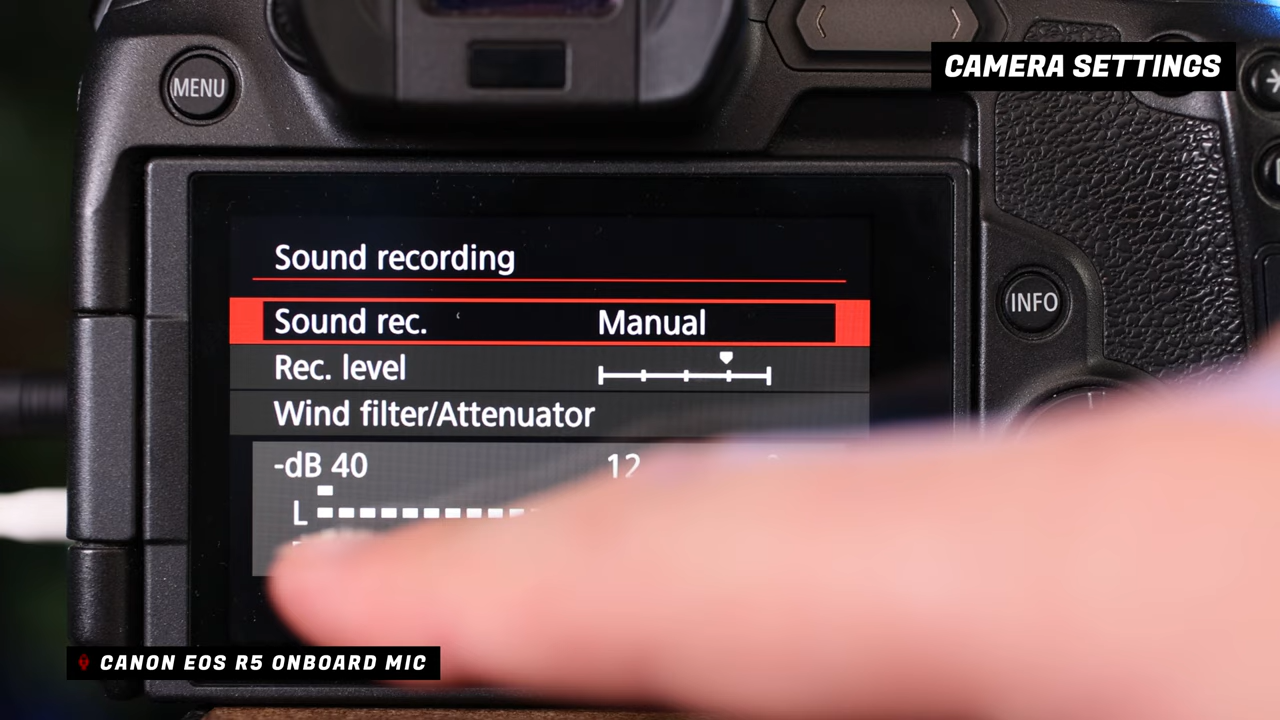 CAMERA SETTINGS
MENU
Sound recording
Sound rec. Manual
INFO
Rec. level
Wind filter/Attenuator
-dB 40 12
L
CANON EOS R5 ONBOARD MIC